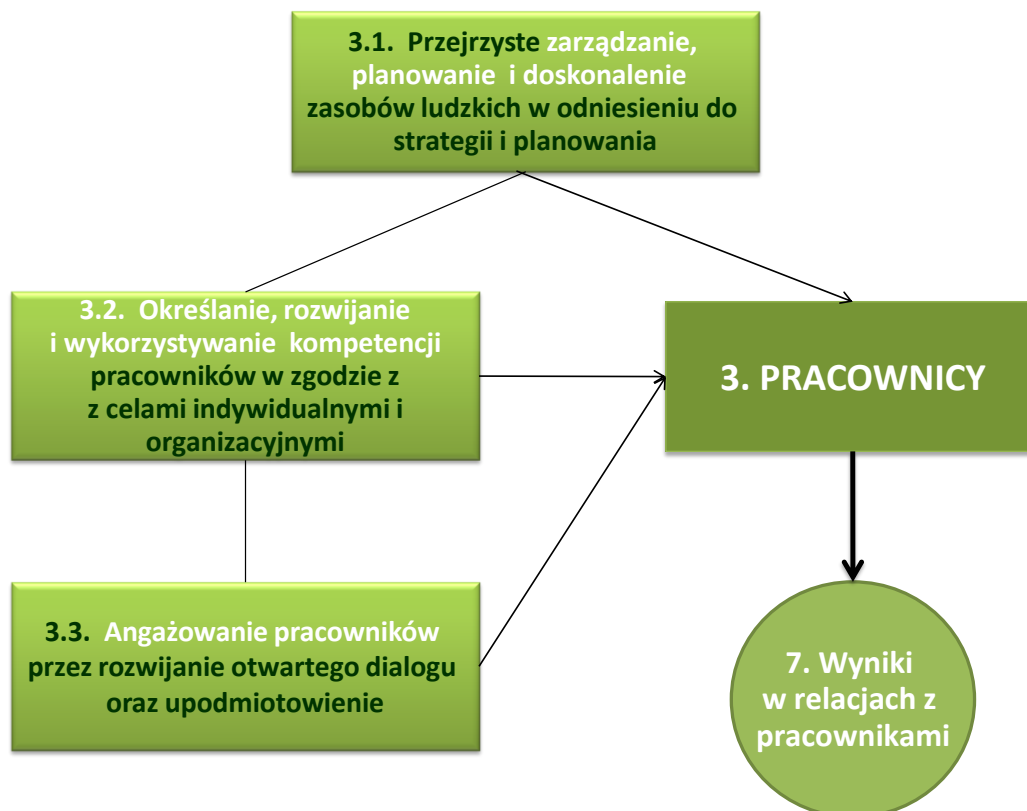 3.1. Przejrzyste zarządzanie,
planowanie i doskonalenie
zasobów ludzkich w odniesieniu do
strategii i planowania
3.2. Określanie, rozwijanie
i wykorzystywanie kompetencji
pracowników w zgodzie z
z celami indywidualnymi i
organizacyjnymi
3. PRACOWNICY
3.3. Angażowanie pracowników
przez rozwijanie otwartego dialogu
oraz upodmiotowienie
7. Wyniki
w relacjach z
pracownikami